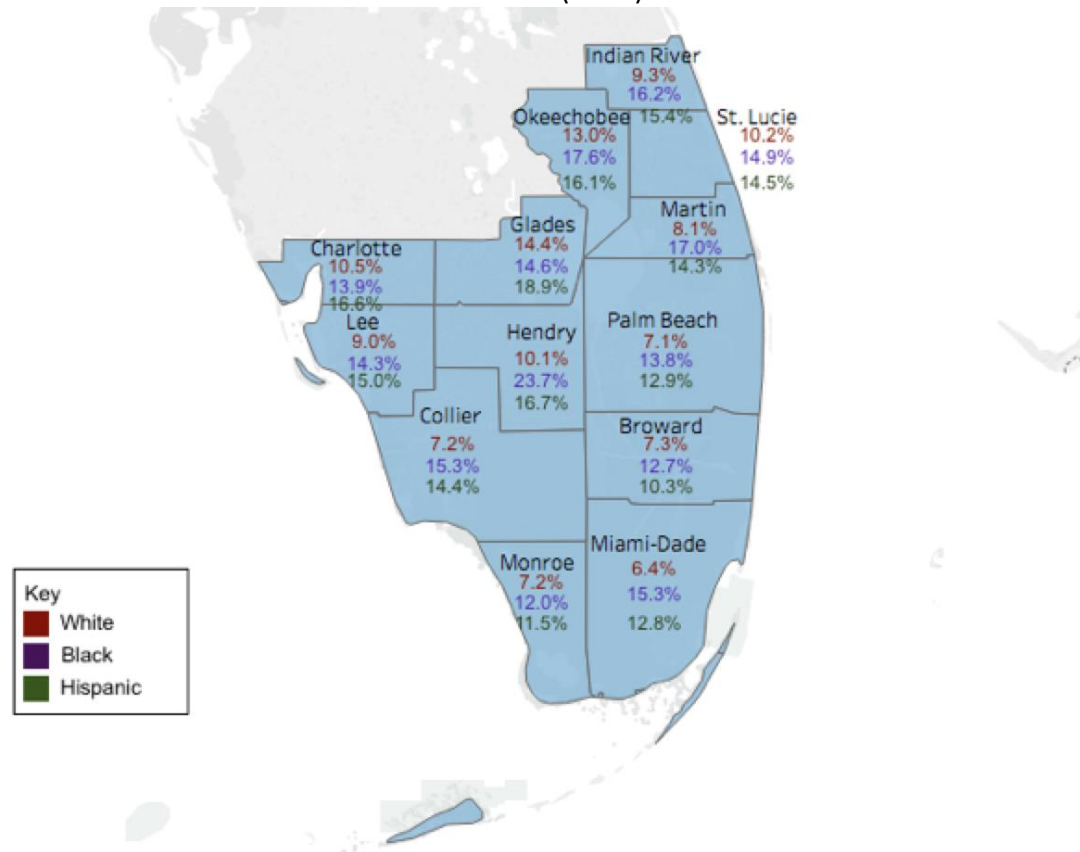 Indian River
9.3%
16.2%
15.4%
Okeechobee
13.0%
17.6%
16.1%
St. Lucie
10.2%
14.9%
14.5%
Martin
8.1%
17.0%
14.3%
Glades
14.4%
14.6%
18.9%
Charlotte
10.5%
13.9%
16.6%
Lee
9.0%
14.3%
15.0%
Hendry
10.1%
23.7%
16.7%
Palm Beach
7.1%
13.8%
12.9%
Collier
7.2%
15.3%
14.4%
Broward
7.3%
12.7%
10.3%
Monroe
7.2%
12.0%
11.5%
Miami-Dade
6.4%
15.3%
12.8%
Key
White
Black
Hispanic